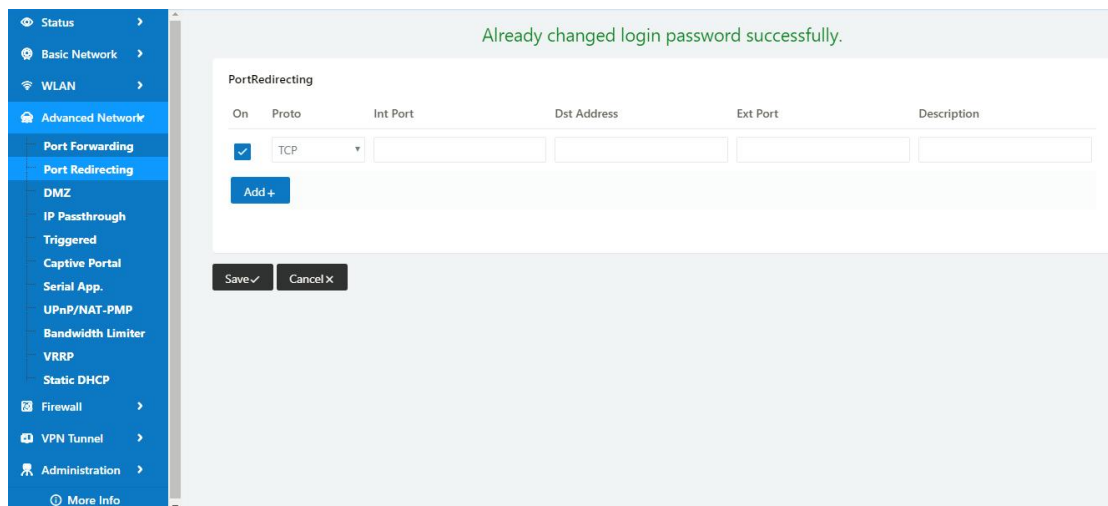 Status
Basic Network
WLAN
Advanced Network
Port Forwarding
Port Redirecting
DMZ
IP Passthrough
Triggered
Captive Portal
Serial App.
UPnP/NAT-PMP
Bandwidth Limiter
VRRP
Static DHCP
Firewall
VPN Tunnel
Administration
More Info
Already changed login password successfully.
PortRedirecting
On Proto Int Port Dst Address Ext Port Description
TCP
Add +
Save Cancel